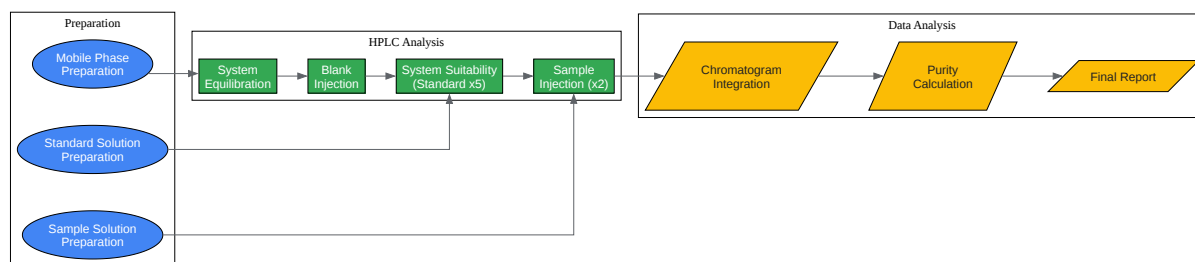 Preparation
Mobile Phase
Preparation
Standard Solution
Preparation
Sample Solution
Preparation
HPLC Analysis
System
Equilibration
Blank
Injection
System Suitability
(Standard x5)
Sample
Injection (x2)
Data Analysis
Chromatogram
Integration
Purity
Calculation
Final Report